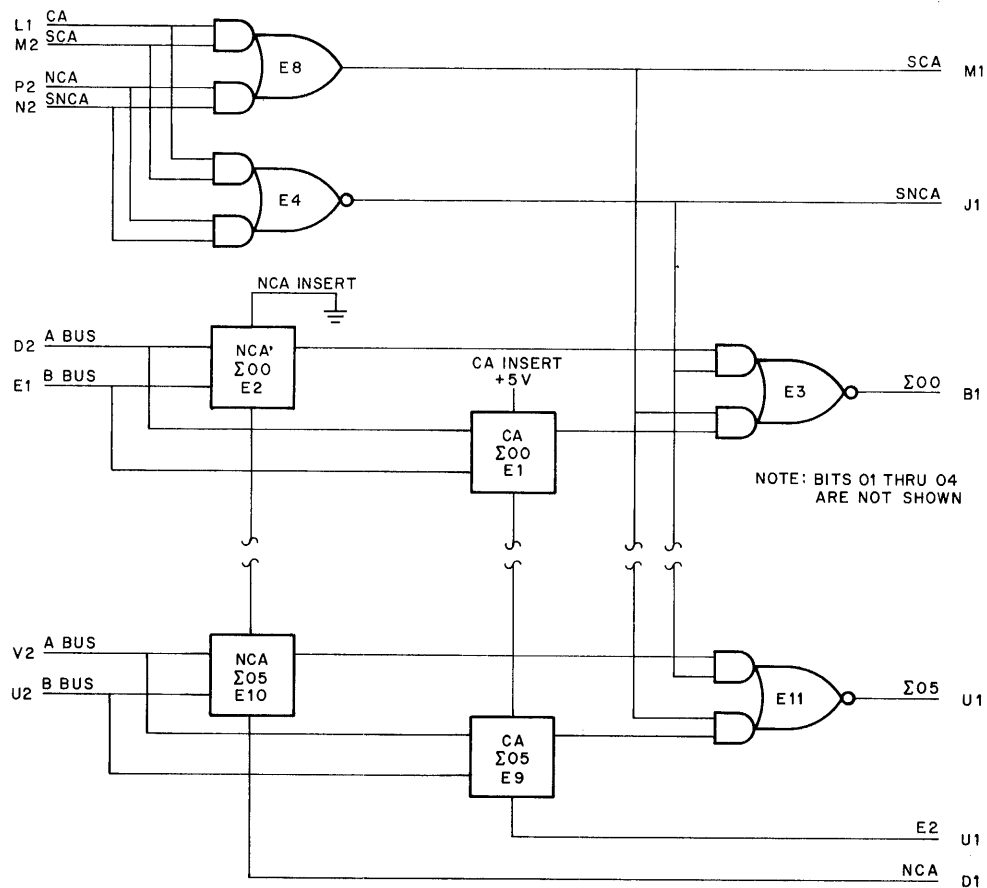 L1 CA
M2 SCA
P2 NCA
N2 SNCA
E8
SCA M1
E4
SNCA J1
NCA INSERT
D2 A BUS
E1 B BUS
NCA'
Σ00
E2
CA INSERT
+5V
CA
Σ00
E1
E3
Σ00 B1
NOTE: BITS 01 THRU 04
ARE NOT SHOWN
V2 A BUS
U2 B BUS
NCA
Σ05
E10
CA
Σ05
E9
E11
Σ05 U1
E2 U1
NCA D1